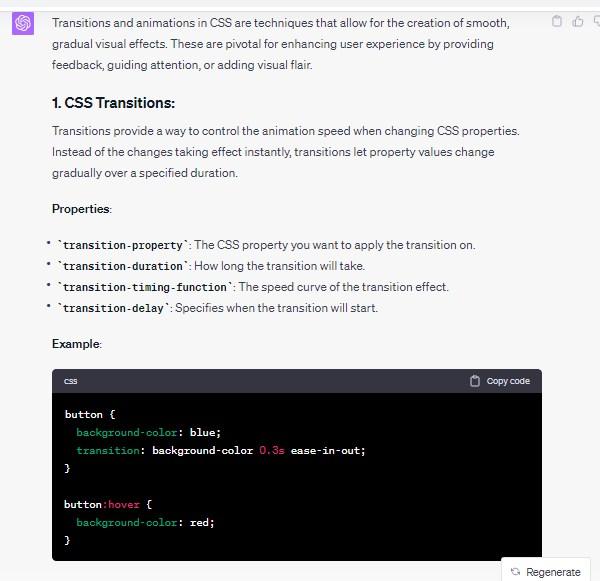 Transitions and animations in CSS are techniques that allow for the creation of smooth,
gradual visual effects. These are pivotal for enhancing user experience by providing
feedback, guiding attention, or adding visual flair.
1. CSS Transitions:
Transitions provide a way to control the animation speed when changing CSS properties.
Instead of the changes taking effect instantly, transitions let property values change
gradually over a specified duration.
Properties:
• `transition-property`: The CSS property you want to apply the transition on.
• `transition-duration`: How long the transition will take.
• `transition-timing-function`: The speed curve of the transition effect.
• `transition-delay`: Specifies when the transition will start.
Example:
css Copy code
button {
  background-color: blue;
  transition: background-color 0.3s ease-in-out;
}
button:hover {
  background-color: red;
}
Regenerate